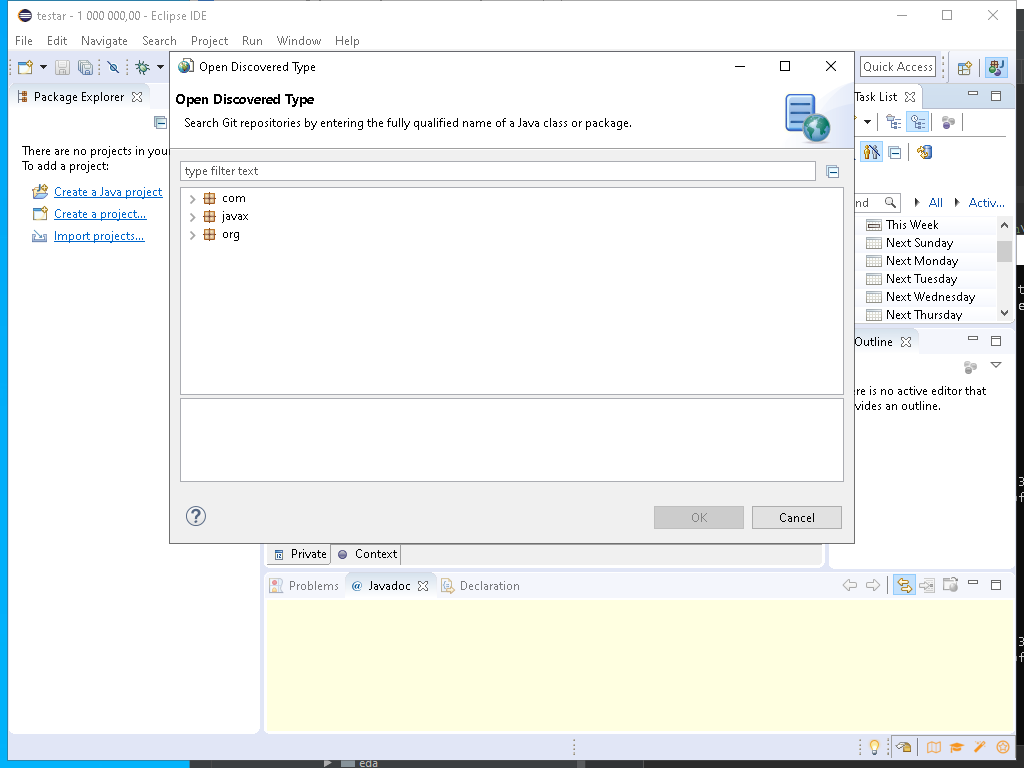 testar - 1 000 000,00 - Eclipse IDE
File Edit Navigate Search Project Run Window Help
Open Discovered Type
Quick Access
Package Explorer
Open Discovered Type
Search Git repositories by entering the fully qualified name of a Java class or package.
Task List
There are no projects in you
To add a project:
Create a Java project
Create a project...
Import projects...
type filter text
com
javax
org
nd
All
Activ...
This Week
Next Sunday
Next Monday
Next Tuesday
Next Wednesday
Next Thursday
Outline
re is no active editor that
vides an outline.
?
OK
Cancel
Private
Context
Problems
@ Javadoc
Declaration
eda